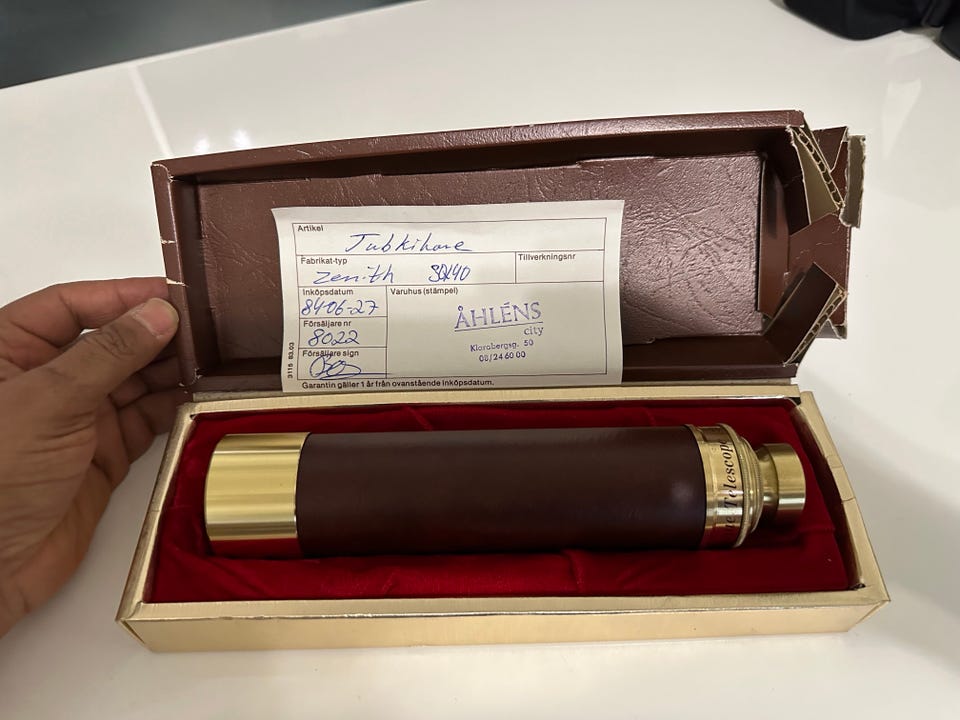 Artikel
Tubkikare
Fabrikat-typ
Tillverkningsnr
Zenith
Inköpsdatum
Varuhus (stämpel)
84-06-27
ÅHLÉNS
city
Försäljare nr
8022
Klarabergsg. 50
08/24 60 00
Försäljare sign
3115 83.03
Garantin gäller 1 år från ovanstående inköpsdatum.
Telescope